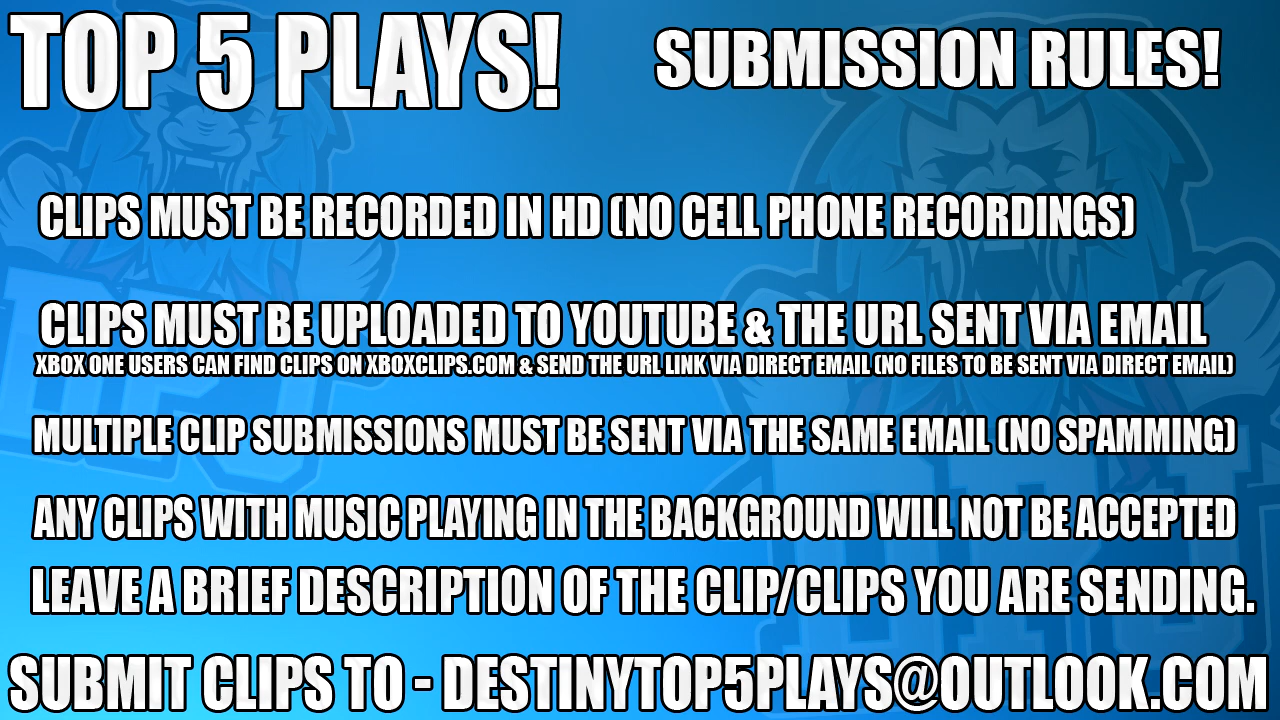 TOP 5 PLAYS!
SUBMISSION RULES!
CLIPS MUST BE RECORDED IN HD (NO CELL PHONE RECORDINGS)
CLIPS MUST BE UPLOADED TO YOUTUBE & THE URL SENT VIA EMAIL
XBOX ONE USERS CAN FIND CLIPS ON XBOXCLIPS.COM & SEND THE URL LINK VIA DIRECT EMAIL (NO FILES TO BE SENT VIA DIRECT EMAIL)
MULTIPLE CLIP SUBMISSIONS MUST BE SENT VIA THE SAME EMAIL (NO SPAMMING)
ANY CLIPS WITH MUSIC PLAYING IN THE BACKGROUND WILL NOT BE ACCEPTED
LEAVE A BRIEF DESCRIPTION OF THE CLIP/CLIPS YOU ARE SENDING.
SUBMIT CLIPS TO - DESTINYTOP5PLAYS@OUTLOOK.COM